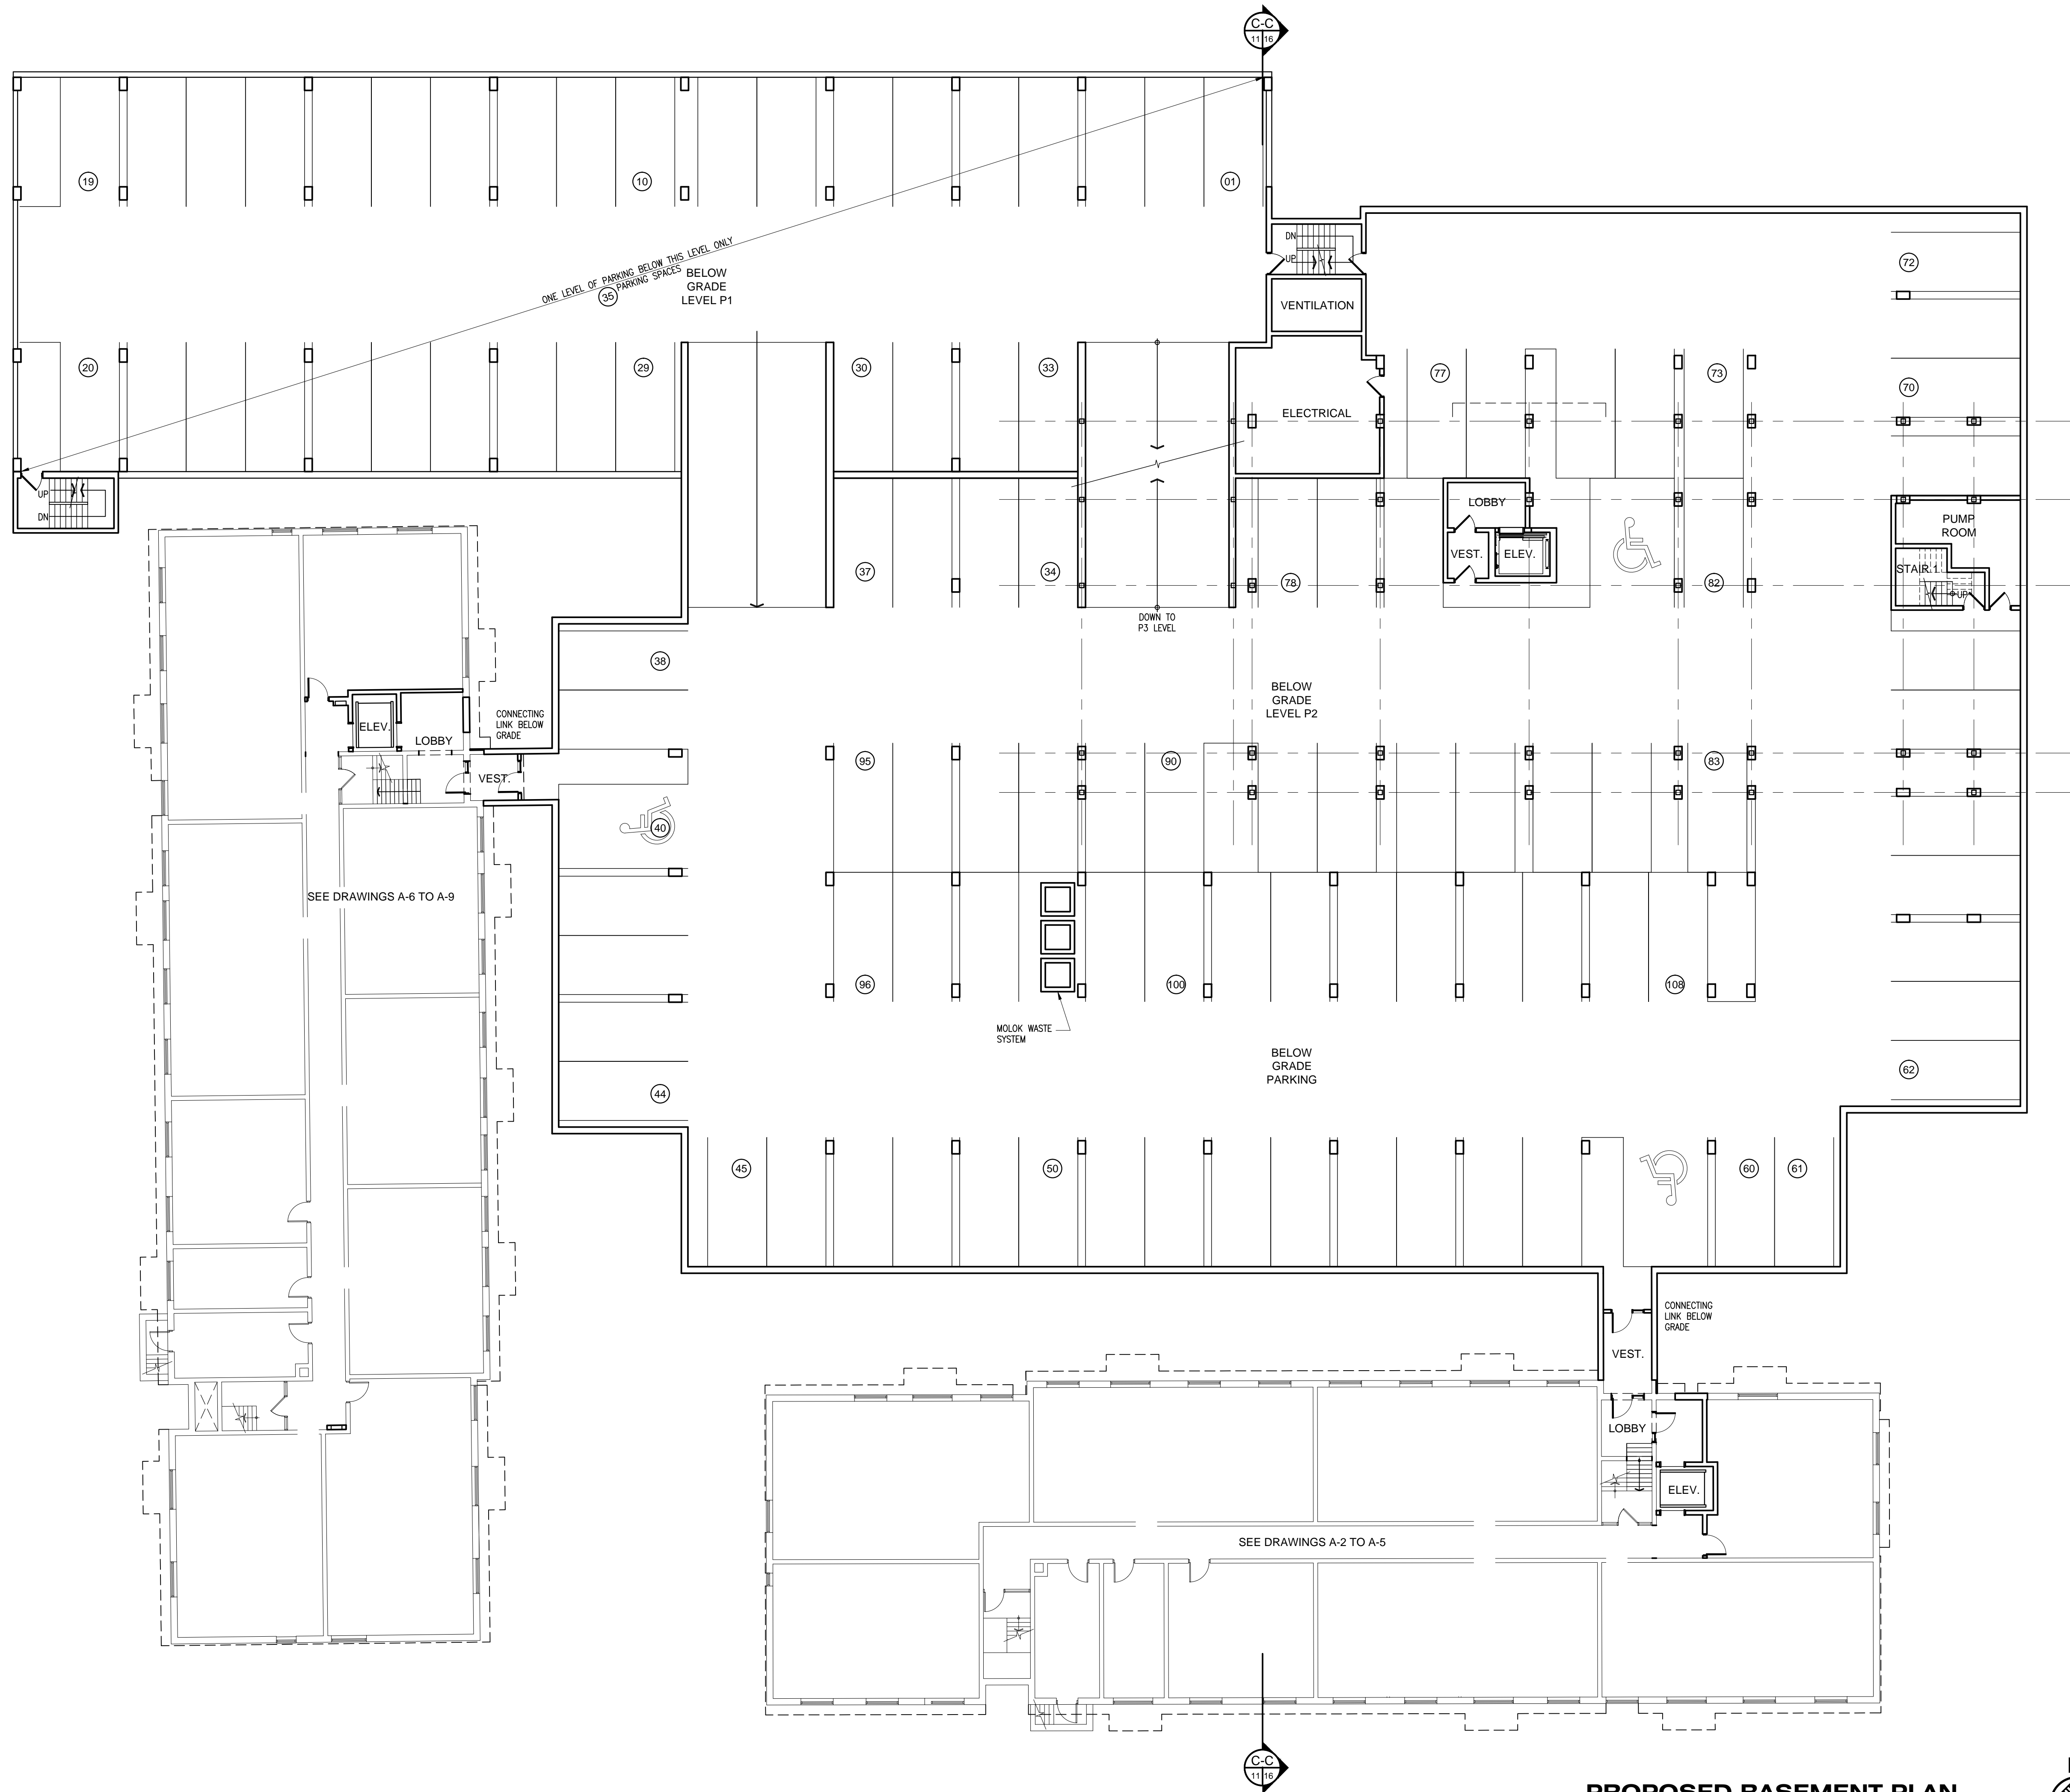 C-C
11 16
19
10
01
ONE LEVEL OF PARKING BELOW THIS LEVEL ONLY
35 PARKING SPACES
BELOW
GRADE
LEVEL P1
DN
UP
VENTILATION
72
20
29
30
33
ELECTRICAL
77
73
70
UP
DN
LOBBY
VEST.
ELEV.
PUMP
ROOM
STAIR 1
UP
37
34
78
82
DOWN TO
P3 LEVEL
38
BELOW
GRADE
LEVEL P2
CONNECTING
LINK BELOW
GRADE
ELEV.
LOBBY
VEST.
95
90
83
40
SEE DRAWINGS A-6 TO A-9
96
100
108
MOLOK WASTE
SYSTEM
BELOW
GRADE
PARKING
62
44
45
50
60
61
CONNECTING
LINK BELOW
GRADE
VEST.
LOBBY
ELEV.
SEE DRAWINGS A-2 TO A-5
C-C
11 16
PROPOSED BASEMENT PLAN